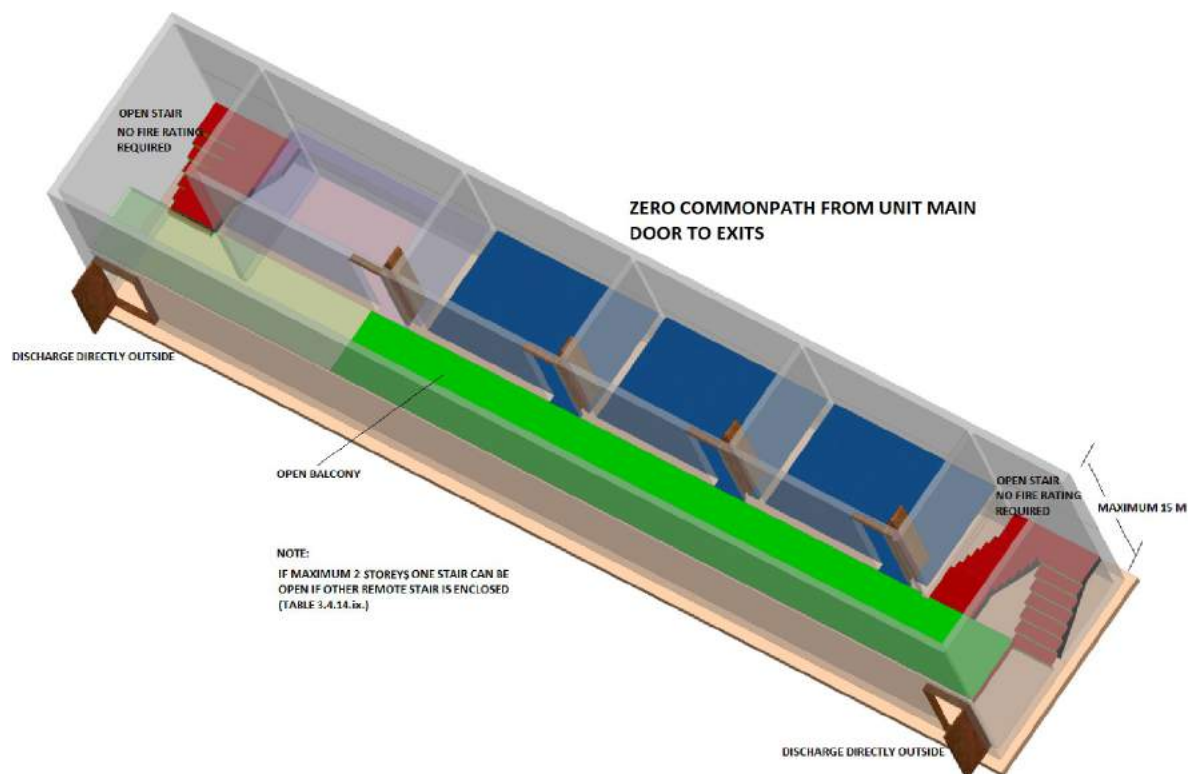 OPEN STAIR
NO FIRE RATING
REQUIRED
ZERO COMMONPATH FROM UNIT MAIN
DOOR TO EXITS
DISCHARGE DIRECTLY OUTSIDE
OPEN BALCONY
OPEN STAIR
NO FIRE RATING
REQUIRED
MAXIMUM 15 M
NOTE:
IF MAXIMUM 2 STOREYS ONE STAIR CAN BE
OPEN IF OTHER REMOTE STAIR IS ENCLOSED
(TABLE 3.4.14.ix.)
DISCHARGE DIRECTLY OUTSIDE